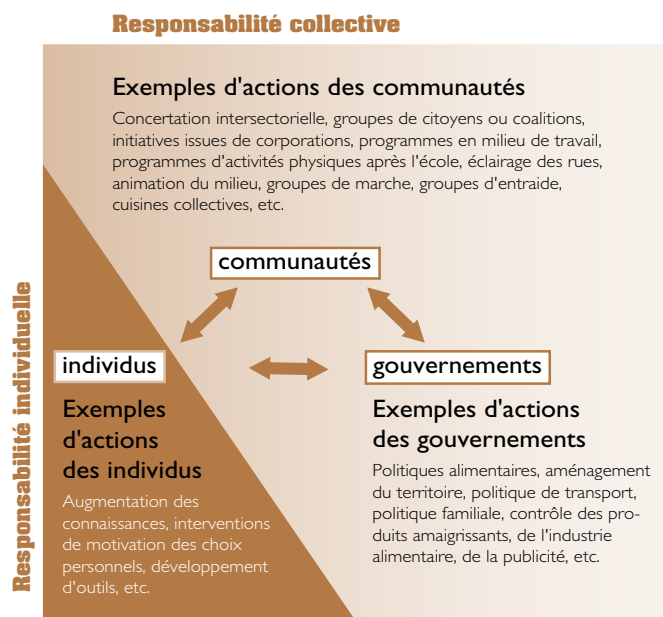 Responsabilité collective
Exemples d'actions des communautés
Concertation intersectorielle, groupes de citoyens ou coalitions,
initiatives issues de corporations, programmes en milieu de travail,
programmes d'activités physiques après l'école, éclairage des rues,
animation du milieu, groupes de marche, groupes d'entraide,
cuisines collectives, etc.
communautés
Responsabilité individuelle
individus
Exemples
d'actions
des individus
Augmentation des
connaissances, interventions
de motivation des choix
personnels, développement
d'outils, etc.
gouvernements
Exemples d'actions
des gouvernements
Politiques alimentaires, aménagement
du territoire, politique de transport,
politique familiale, contrôle des pro-
duits amaigrissants, de l'industrie
alimentaire, de la publicité, etc.